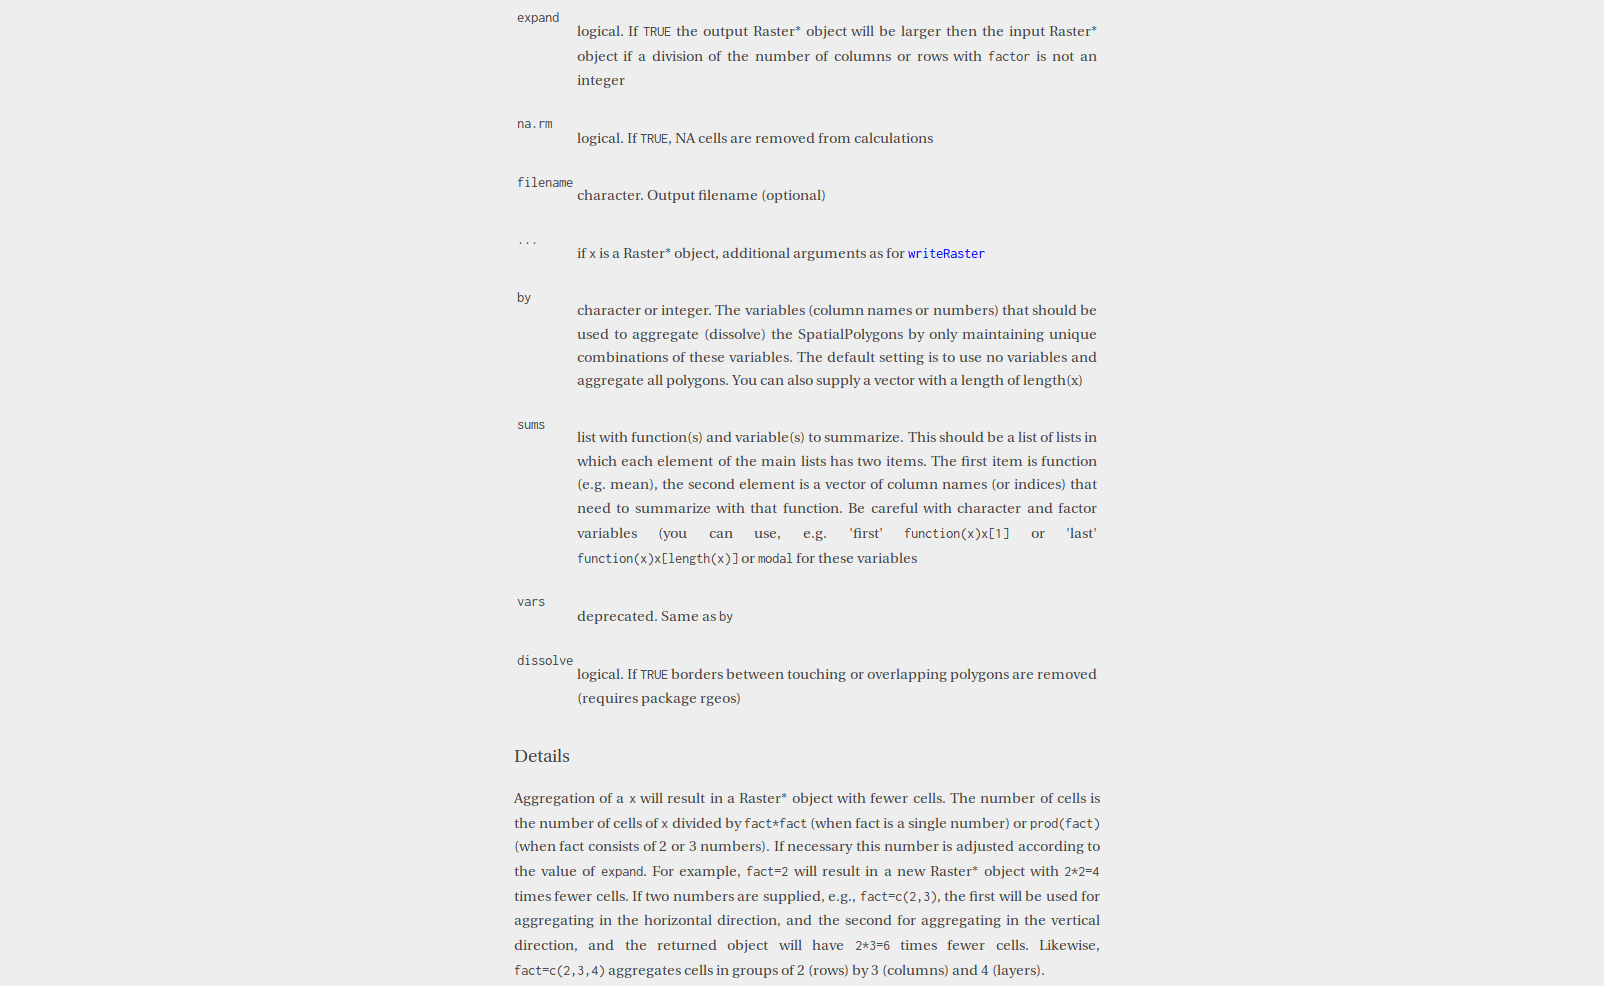 expand
logical. If TRUE the output Raster* object will be larger then the input Raster*
object if a division of the number of columns or rows with factor is not an
integer
na.rm
logical. If TRUE, NA cells are removed from calculations
filename
character. Output filename (optional)
...
if x is a Raster* object, additional arguments as for writeRaster
by
character or integer. The variables (column names or numbers) that should be
used to aggregate (dissolve) the SpatialPolygons by only maintaining unique
combinations of these variables. The default setting is to use no variables and
aggregate all polygons. You can also supply a vector with a length of length(x)
sums
list with function(s) and variable(s) to summarize. This should be a list of lists in
which each element of the main lists has two items. The first item is function
(e.g. mean), the second element is a vector of column names (or indices) that
need to summarize with that function. Be careful with character and factor
variables (you can use, e.g. 'first' function(x)x[1] or 'last'
function(x)x[length(x)] or modal for these variables
vars
deprecated. Same as by
dissolve
logical. If TRUE borders between touching or overlapping polygons are removed
(requires package rgeos)
Details
Aggregation of a x will result in a Raster* object with fewer cells. The number of cells is
the number of cells of x divided by fact*fact (when fact is a single number) or prod(fact)
(when fact consists of 2 or 3 numbers). If necessary this number is adjusted according to
the value of expand. For example, fact=2 will result in a new Raster* object with 2*2=4
times fewer cells. If two numbers are supplied, e.g., fact=c(2,3), the first will be used for
aggregating in the horizontal direction, and the second for aggregating in the vertical
direction, and the returned object will have 2*3=6 times fewer cells. Likewise,
fact=c(2,3,4) aggregates cells in groups of 2 (rows) by 3 (columns) and 4 (layers).